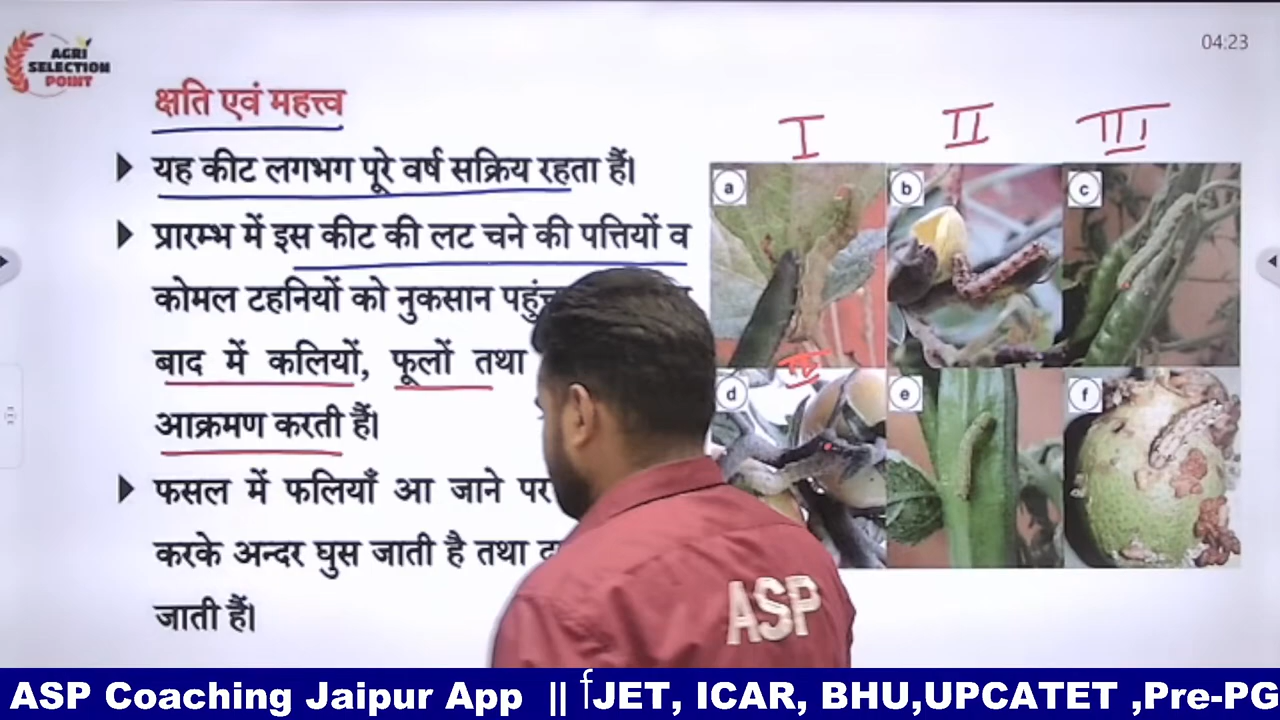 AGRI
SELECTION
POINT
04:23
क्षति एवं महत्त्व
यह कीट लगभग पूरे वर्ष सक्रिय रहता हैं।
प्रारम्भ में इस कीट की लट चने की पत्तियों व
कोमल टहनियों को नुकसान
बाद में कलियों, फूलों तथा
आक्रमण करती हैं।
फसल में फलियाँ आ जाने पर
करके अन्दर घुस जाती है तथा
जाती हैं।
I II III
a b c
d e f
ASP
ASP Coaching Jaipur App || JET, ICAR, BHU,UPCATET ,Pre-PG